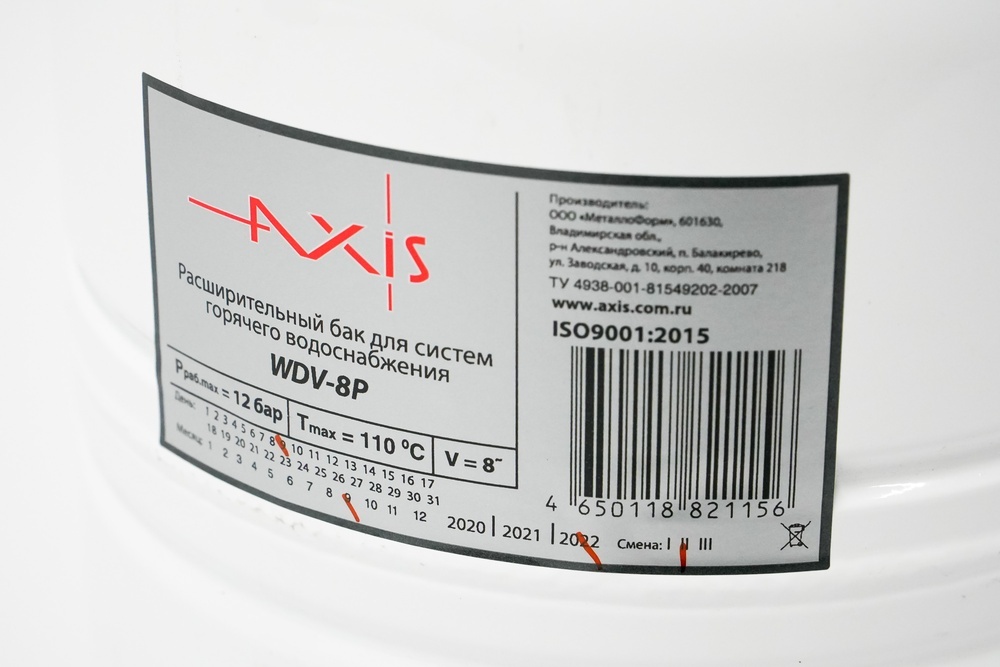 AXIS
Расширительный бак для систем
горячего водоснабжения
WDV-8P
Pраб.max = 12 бар
Tmax = 110 ºC
V = 8˜
День:
1 2 3 4 5 6 7 8 9 10 11 12 13 14 15 16 17
18 19 20 21 22 23 24 25 26 27 28 29 30 31
Месяц:
1 2 3 4 5 6 7 8 9 10 11 12
2020 | 2021 | 2022
Смена: I II III
Производитель:
ООО «МеталлоФорм», 601630,
Владимирская обл.,
р-н Александровский, п. Балакирево,
ул. Заводская, д. 10, корп. 40, комната 218
ТУ 4938-001-81549202-2007
www.axis.com.ru
ISO9001:2015
4 650118 821156